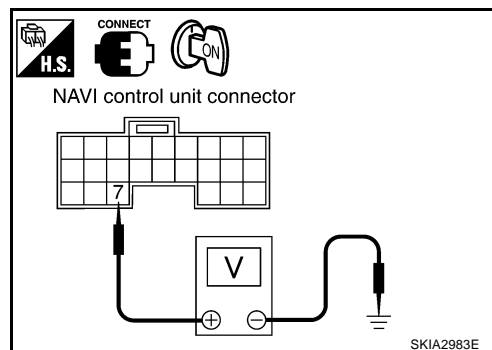 CONNECT
H.S.
ON
NAVI control unit connector
7
V
+ −
SKIA2983E